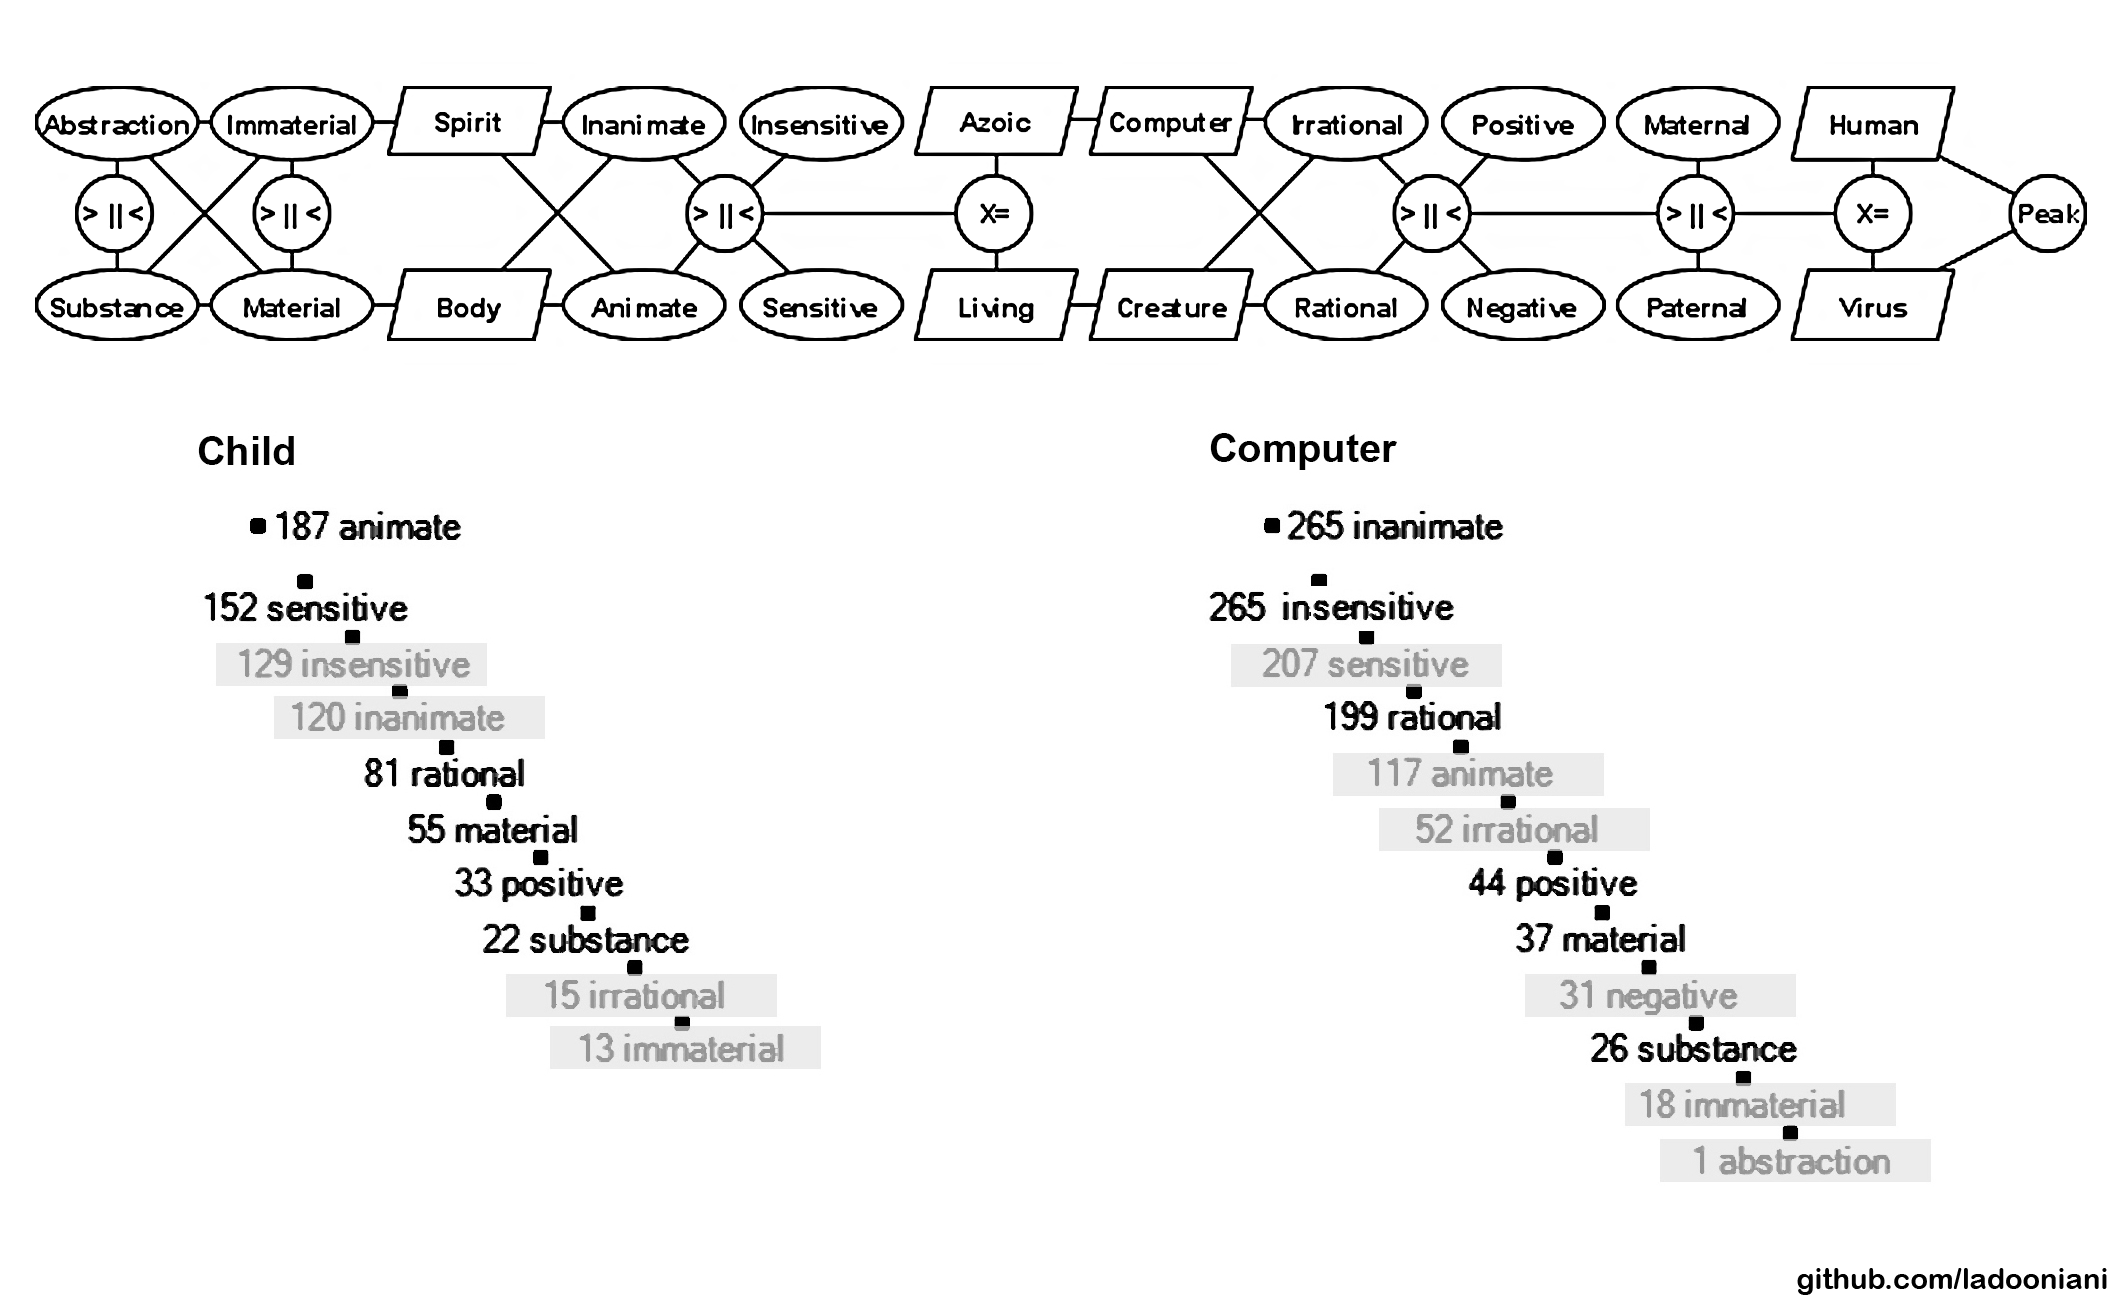 Abstraction Immaterial Spirit Inanimate Insensitive Azoic Computer Irrational Positive Maternal Human
> || < > || < > || < X= > || < > || < X= Peak
Substance Material Body Animate Sensitive Living Creature Rational Negative Paternal Virus
Child
187 animate
152 sensitive
129 insensitive
120 inanimate
81 rational
55 material
33 positive
22 substance
15 irrational
13 immaterial
Computer
265 inanimate
265 insensitive
207 sensitive
199 rational
117 animate
52 irrational
44 positive
37 material
31 negative
26 substance
18 immaterial
1 abstraction
github.com/ladooniani